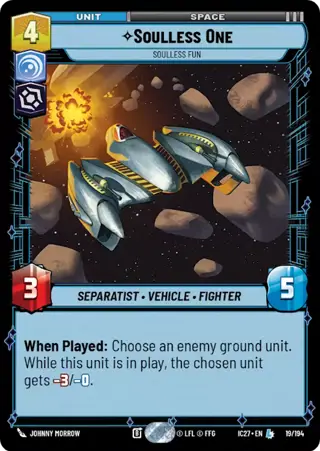 UNIT SPACE
4
✧SOULLESS ONE
SOULLESS FUN
3
SEPARATIST • VEHICLE • FIGHTER
5
When Played: Choose an enemy ground unit.
While this unit is in play, the chosen unit
gets -3/-0.
JOHNNY MORROW © LFL © FFG IC27 • EN 19/194